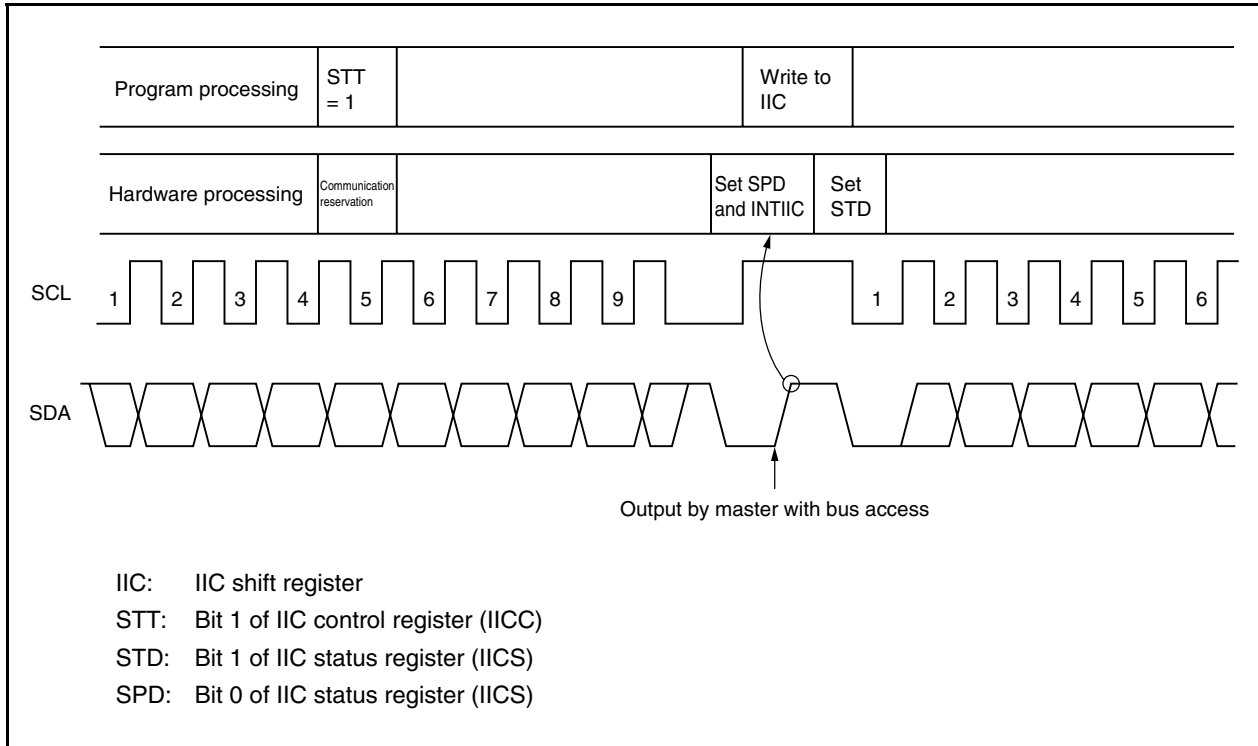 Program processing
STT
= 1
Write to
IIC
Hardware processing
Communication
reservation
Set SPD
and INTIIC
Set
STD
SCL
1 2 3 4 5 6 7 8 9 1 2 3 4 5 6
SDA
Output by master with bus access
IIC: IIC shift register
STT: Bit 1 of IIC control register (IICC)
STD: Bit 1 of IIC status register (IICS)
SPD: Bit 0 of IIC status register (IICS)